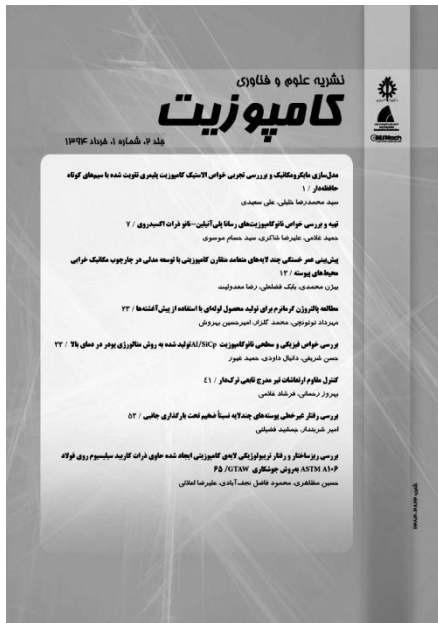 نشریه علوم و فناوری
کامپوزیت
جلد ۲، شماره ۱، خرداد ۱۳۹۴
مدل‌سازی مایکرومکانیک و بررسی تجربی خواص الاستیک کامپوزیت پلیمری تقویت شده با سیم‌های کوتاه
حافظه‌دار / ۱
سید محمدرضا خلیلی، علی سعیدی
تهیه و بررسی خواص نانوکامپوزیت‌های رسانا پلی‌آنیلین-نانو ذرات اکسیدروی / ۷
حمید غلامی، علیرضا شاکری، سید حسام موسوی
پیش‌بینی عمر خستگی چند لایه‌های متعامد متقارن کامپوزیتی با توسعه مدلی در چارچوب مکانیک خرابی
محیط‌های پیوسته / ۱۳
بیژن محمدی، بابک فضلعلی، رضا معدولیت
مطالعه پالتروژن گرمانرم برای تولید محصول لوله‌ای با استفاده از پیش‌آغشته‌ها / ۲۳
مهرداد نوتونچی، محمد گلزار، امیرحسین بهروش
بررسی خواص فیزیکی و سطحی نانوکامپوزیت Al/SiCp تولید شده به روش متالورژی پودر در دمای بالا / ۳۳
حسن شریفی، دانیال داودی، حمید غیور
کنترل مقاوم ارتعاشات تیر مدرج تابعی ترک‌دار / ۴۱
بهروز رحمانی، فرشاد غلامی
بررسی رفتار غیرخطی پوسته‌های چندلایه نسبتاً ضخیم تحت بارگذاری جانبی / ۵۳
امیر شربتدار، جمشید فضیلتی
بررسی ریزساختار و رفتار تریبولوژیکی لایه‌ی کامپوزیتی ایجاد شده حاوی ذرات کاربید سیلیسیوم روی فولاد
ASTM A106 به‌روش جوشکاری GTAW/ ۶۵
حسین مظاهری، محمود فاضل نجف‌آبادی، علیرضا اعلائی